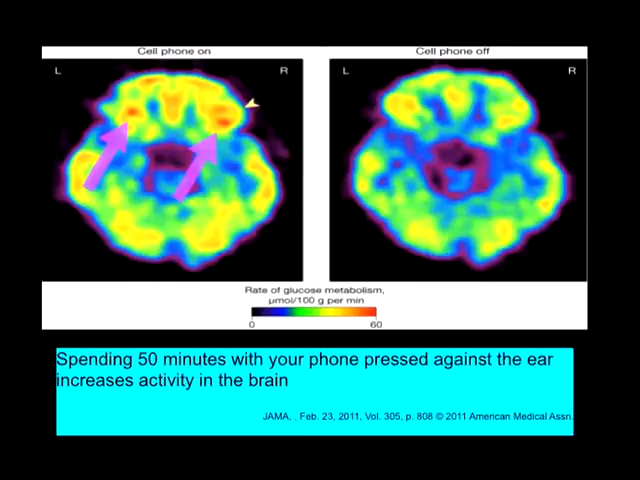 Cell phone on
Cell phone off
L
R
L
R
Rate of glucose metabolism,
µmol/100 g per min
0
60
Spending 50 minutes with your phone pressed against the ear
increases activity in the brain
JAMA, . Feb. 23, 2011, Vol. 305, p. 808 © 2011 American Medical Assn.